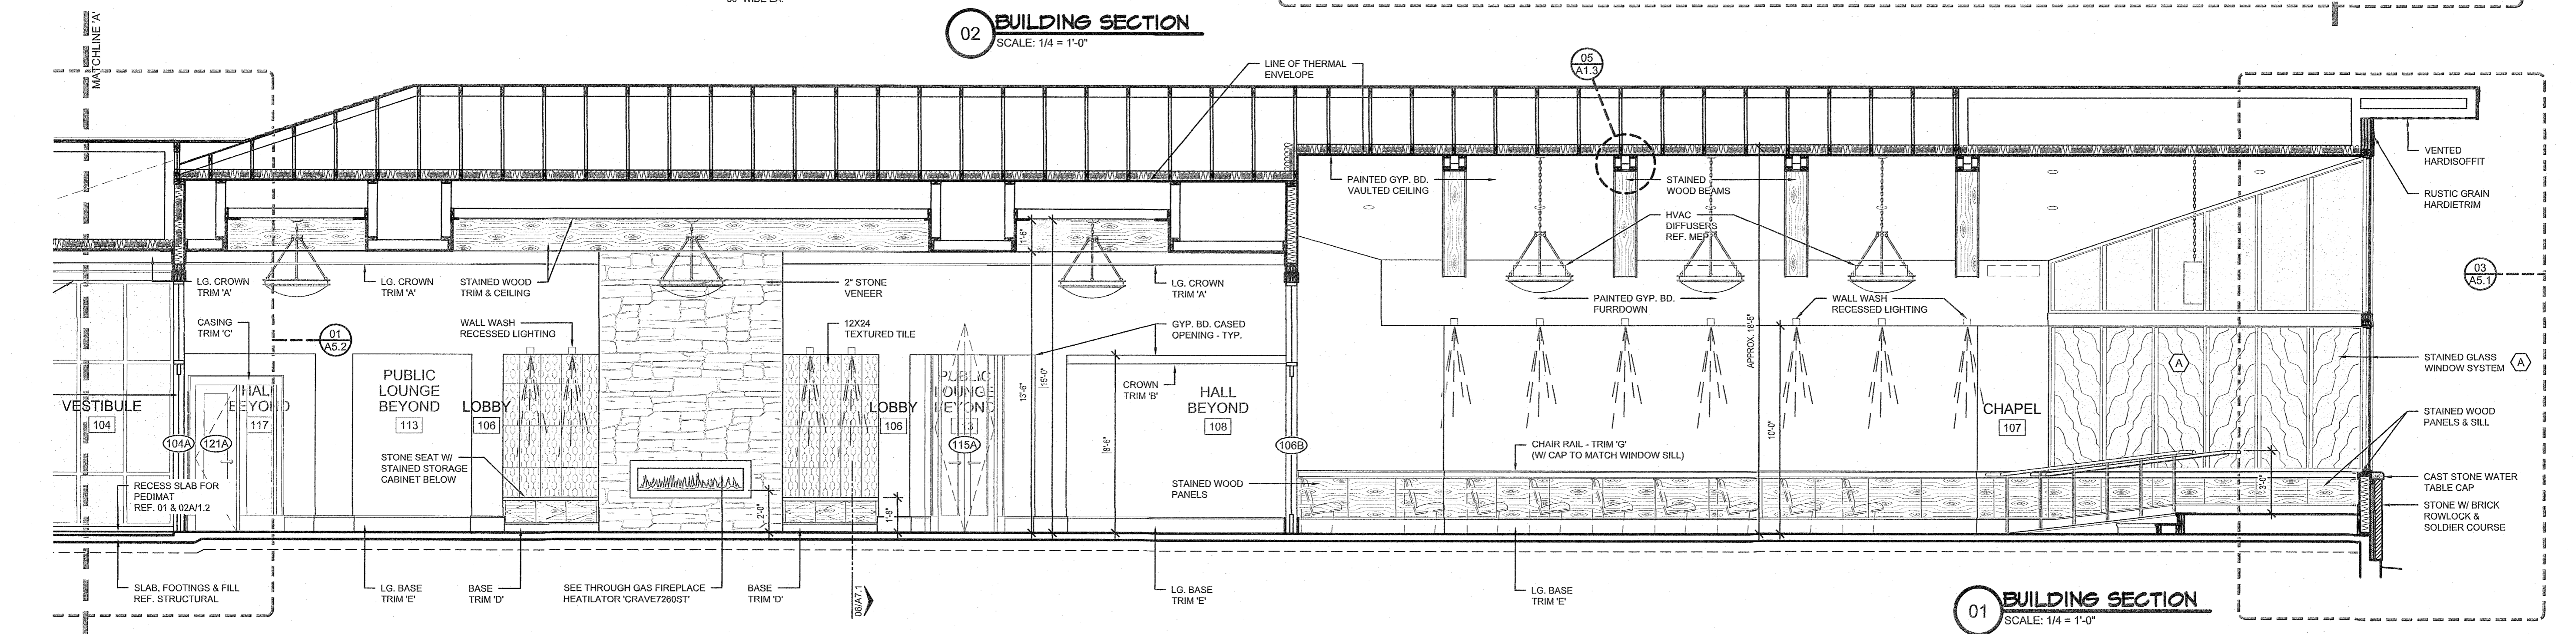 MATCHLINE 'A'
02
BUILDING SECTION
SCALE: 1/4 = 1'-0"
LINE OF THERMAL
ENVELOPE
05
A1.3
VENTED
HARDISOFFIT
PAINTED GYP. BD.
VAULTED CEILING
STAINED
WOOD BEAMS
RUSTIC GRAIN
HARDIETRIM
HVAC
DIFFUSERS
REF. MEP
1'-6"
LG. CROWN
TRIM 'A'
LG. CROWN
TRIM 'A'
STAINED WOOD
TRIM & CEILING
2" STONE
VENEER
LG. CROWN
TRIM 'A'
03
A5.1
PAINTED GYP. BD.
FURRDOWN
WALL WASH
RECESSED LIGHTING
CASING
TRIM 'C'
01
A5.2
WALL WASH
RECESSED LIGHTING
12X24
TEXTURED TILE
GYP. BD. CASED
OPENING - TYP.
APPROX. 18'-5"
STAINED GLASS
WINDOW SYSTEM
A
A
PUBLIC
LOUNGE
BEYOND
113
HALL
BEYOND
117
PUBLIC
LOUNGE
BEYOND
113
15'-0"
13'-6"
CROWN
TRIM 'B'
HALL
BEYOND
108
VESTIBULE
104
LOBBY
106
LOBBY
106
CHAPEL
107
STAINED WOOD
PANELS & SILL
104A
121A
115A
106B
8'-6"
10'-0"
CHAIR RAIL - TRIM 'G'
(W/ CAP TO MATCH WINDOW SILL)
STONE SEAT W/
STAINED STORAGE
CABINET BELOW
STAINED WOOD
PANELS
CAST STONE WATER
TABLE CAP
RECESS SLAB FOR
PEDIMAT
REF. 01 & 02A/1.2
2'-0"
1'-8"
3'-0"
STONE W/ BRICK
ROWLOCK &
SOLDIER COURSE
SLAB, FOOTINGS & FILL
REF. STRUCTURAL
LG. BASE
TRIM 'E'
BASE
TRIM 'D'
SEE THROUGH GAS FIREPLACE
HEATILATOR 'CRAVE7260ST'
BASE
TRIM 'D'
06/A7.1
LG. BASE
TRIM 'E'
LG. BASE
TRIM 'E'
01
BUILDING SECTION
SCALE: 1/4 = 1'-0"